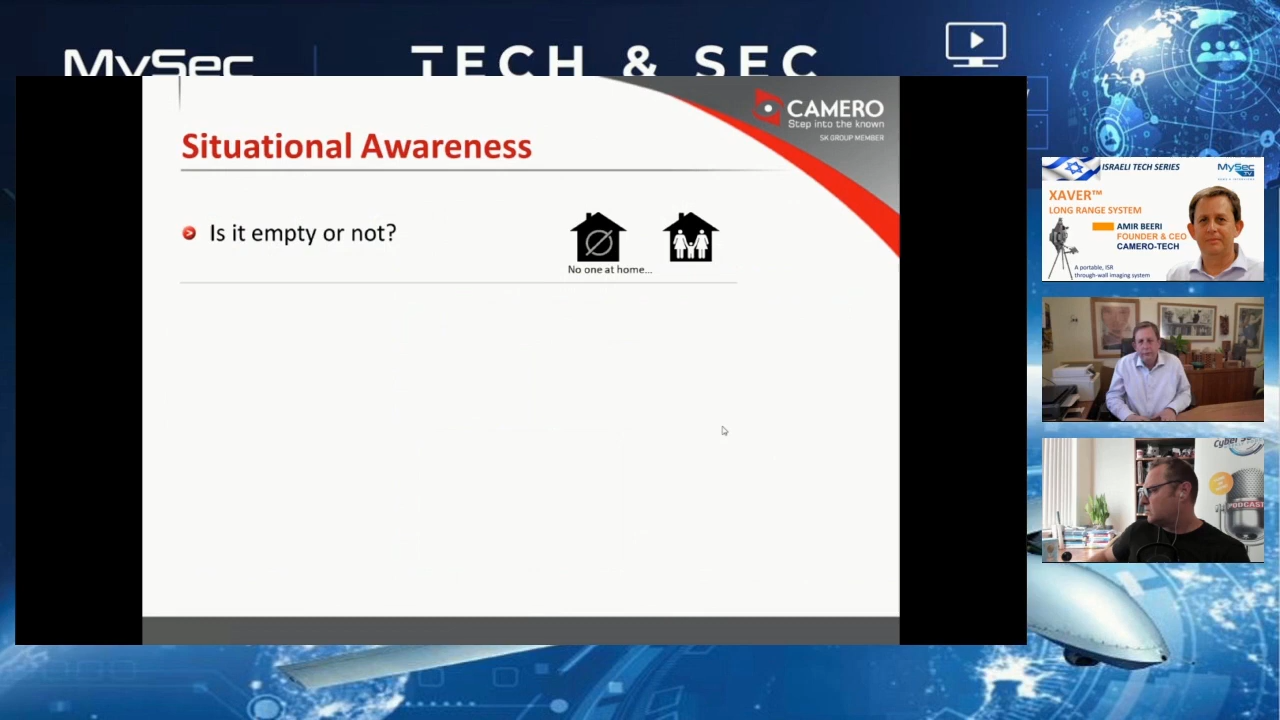 MySec
TECH & SEC
CAMERO
Step into the known
SK GROUP MEMBER
Situational Awareness
Is it empty or not?
No one at home...
ISRAELI TECH SERIES
MySec
TV
XAVER™
LONG RANGE SYSTEM
AMIR BEERI
FOUNDER & CEO
CAMERO-TECH
A portable, ISR
through-wall imaging system
PODCAST